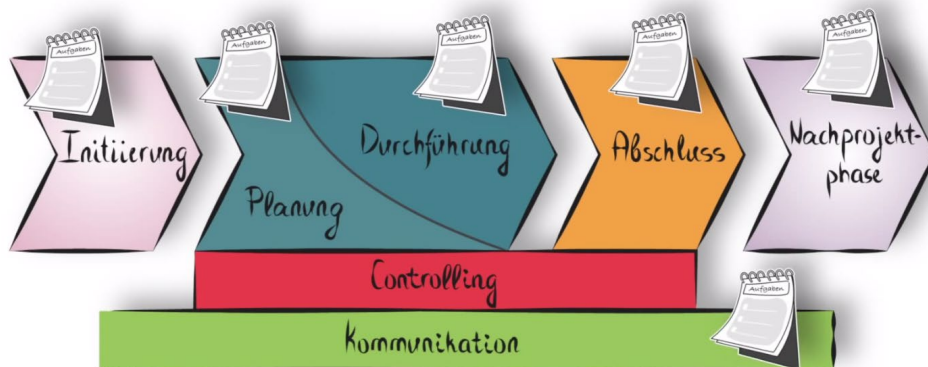 Aufgaben
Aufgaben
Aufgaben
Aufgaben
Aufgaben
Initiierung
Planung
Durchführung
Abschluss
Nachprojekt-
phase
Controlling
Aufgaben
Kommunikation